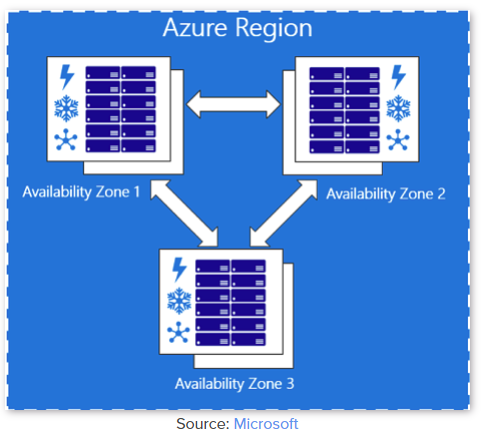 Azure Region
Availability Zone 1
Availability Zone 2
Availability Zone 3
Source: Microsoft